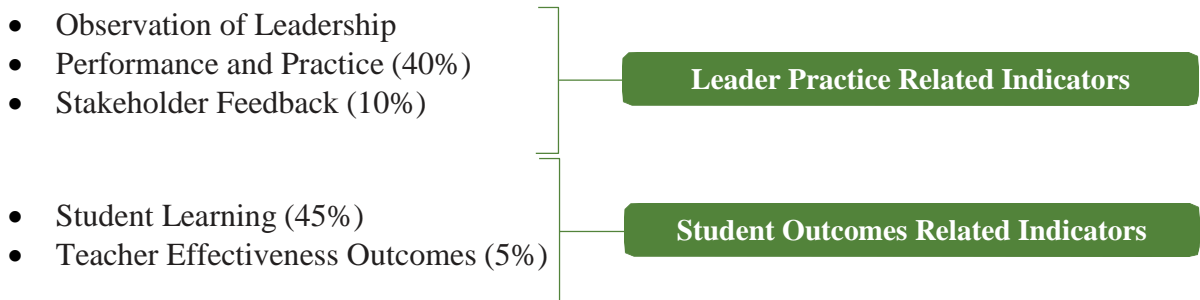 • Observation of Leadership
• Performance and Practice (40%)
• Stakeholder Feedback (10%)
Leader Practice Related Indicators
• Student Learning (45%)
• Teacher Effectiveness Outcomes (5%)
Student Outcomes Related Indicators